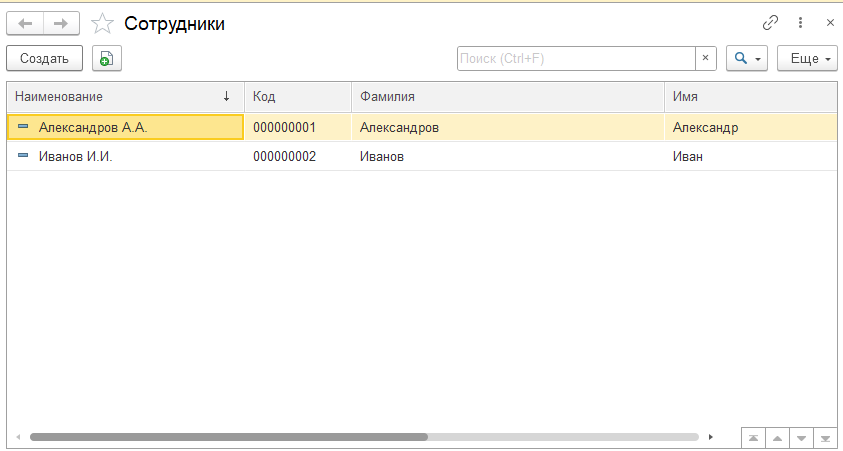 Сотрудники
Создать Поиск (Ctrl+F) × Еще
Наименование ↓ Код Фамилия Имя
Александров А.А. 000000001 Александров Александр
Иванов И.И. 000000002 Иванов Иван